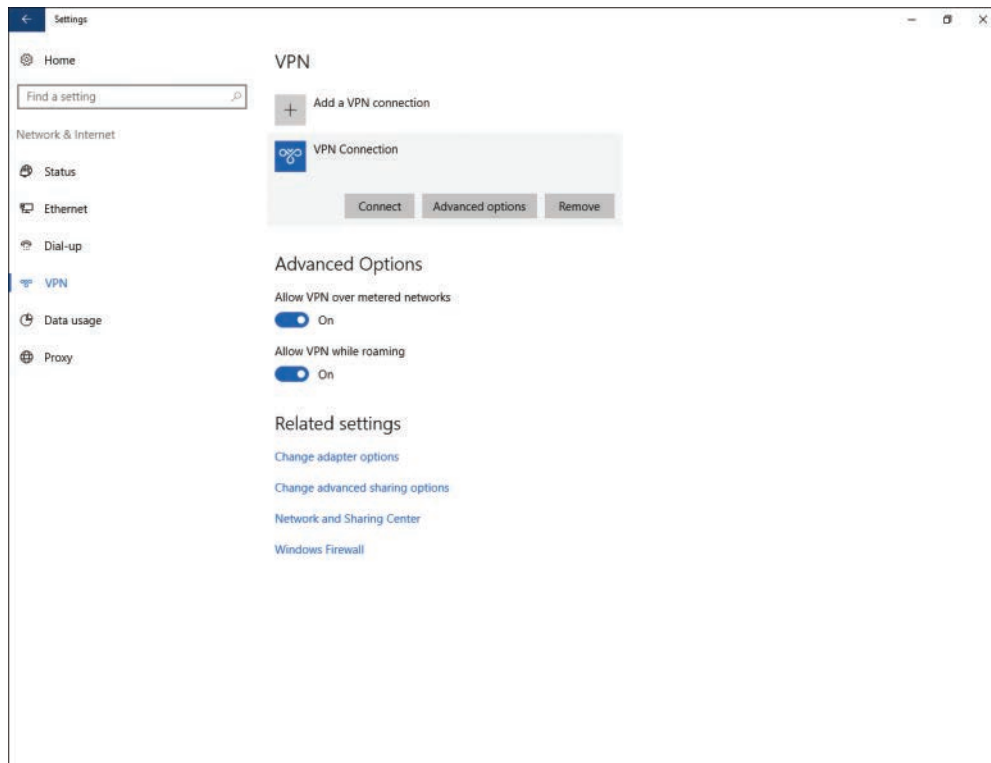 Settings
Home
Find a setting
Network & Internet
Status
Ethernet
Dial-up
VPN
Data usage
Proxy
VPN
Add a VPN connection
VPN Connection
Connect Advanced options Remove
Advanced Options
Allow VPN over metered networks
On
Allow VPN while roaming
On
Related settings
Change adapter options
Change advanced sharing options
Network and Sharing Center
Windows Firewall